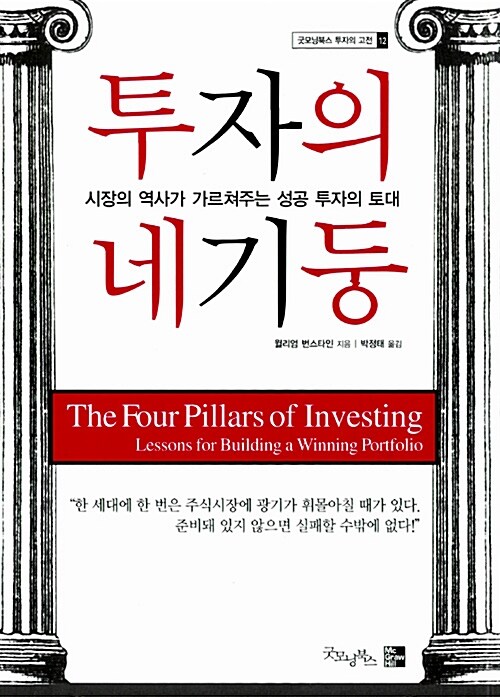 굿모닝북스 투자의 고전 12
투자의
시장의 역사가 가르쳐주는 성공 투자의 토대
네기둥
윌리엄 번스타인 지음 | 박정태 옮김
The Four Pillars of Investing
Lessons for Building a Winning Portfolio
“한 세대에 한 번은 주식시장에 광기가 휘몰아칠 때가 있다.
준비돼 있지 않으면 실패할 수밖에 없다!”
굿모닝북스
Mc
Graw
Hill